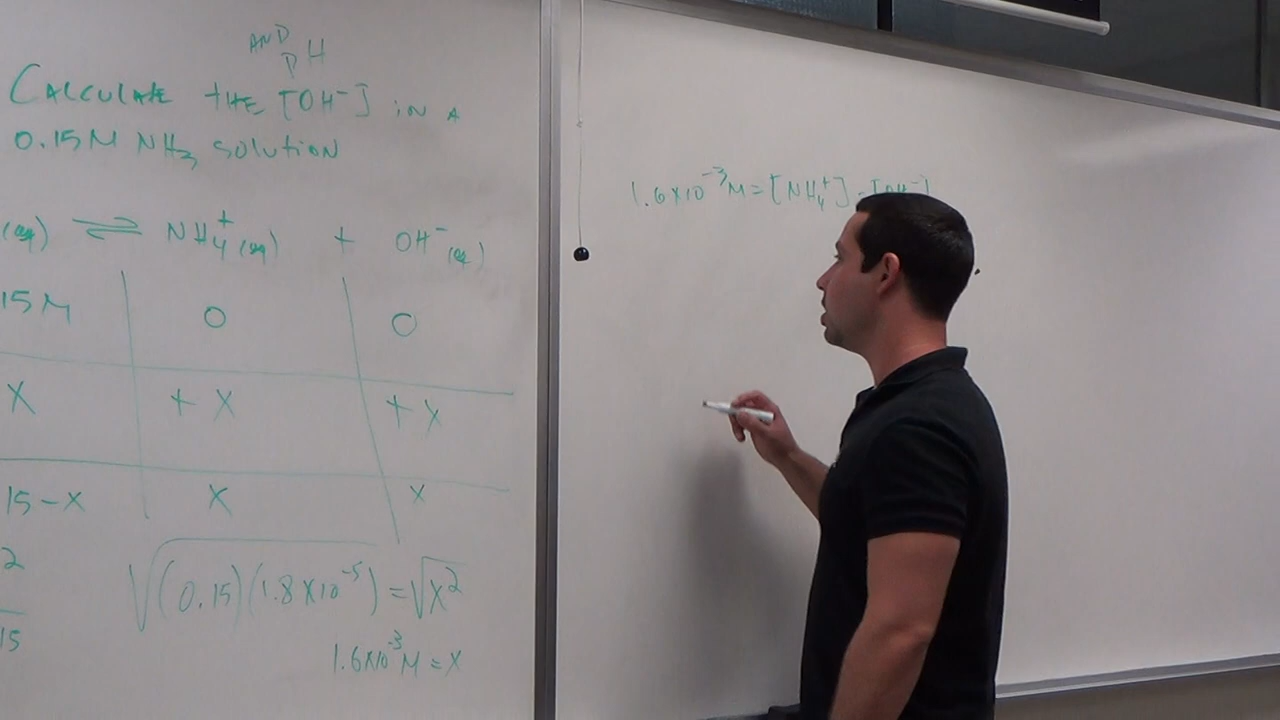 AND
pH
CALCULATE tHE [OH⁻] iN A
0.15M NH₃ SolutioN
(aq) ⇌ NH₄⁺(aq) + OH⁻(aq)
15M 0 0
X +X +X
15-X X X
2
√(0.15)(1.8X10⁻⁵) = √X²
15
1.6X10⁻³M = X
1.6X10⁻³M = [NH₄⁺] = [OH⁻]